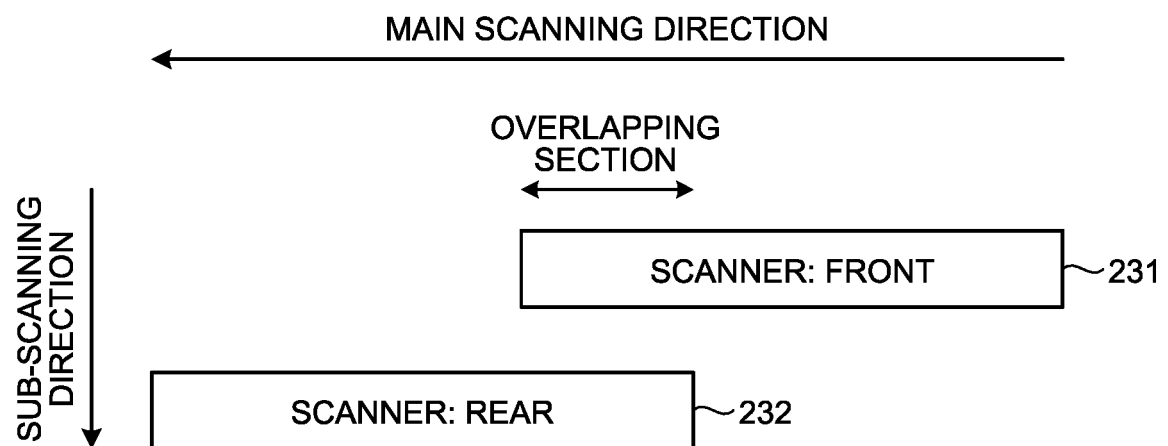 MAIN SCANNING DIRECTION
OVERLAPPING
SECTION
SUB-SCANNING
DIRECTION
SCANNER: FRONT
231
SCANNER: REAR
232